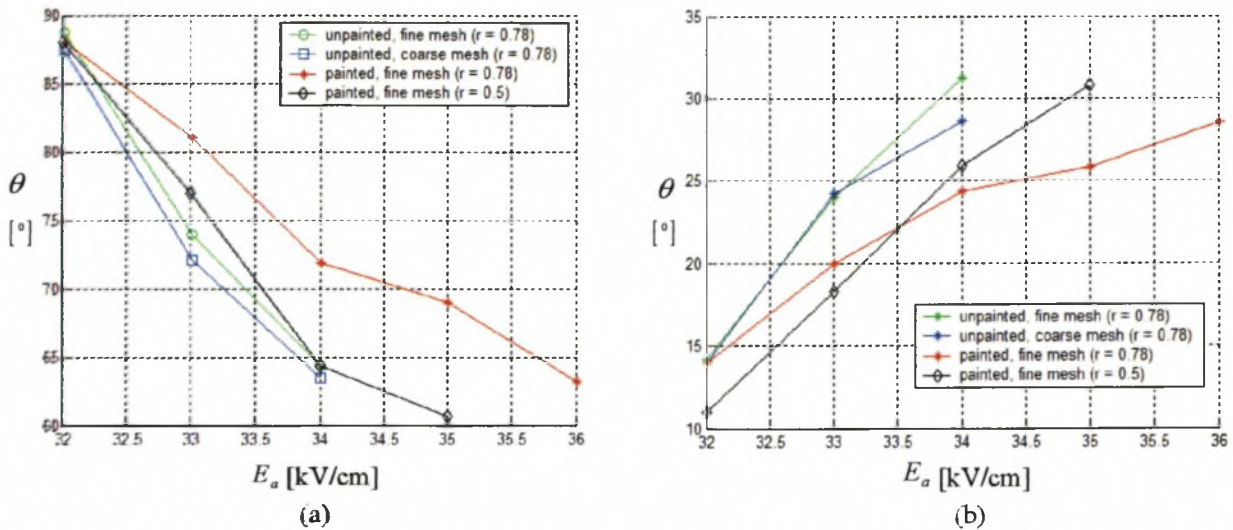 90
85
80
75
70
65
60
θ
[°]
unpainted, fine mesh (r = 0.78)
unpainted, coarse mesh (r = 0.78)
painted, fine mesh (r = 0.78)
painted, fine mesh (r = 0.5)
32 32.5 33 33.5 34 34.5 35 35.5 36
E_a [kV/cm]
(a)
35
30
25
20
15
10
θ
[°]
unpainted, fine mesh (r = 0.78)
unpainted, coarse mesh (r = 0.78)
painted, fine mesh (r = 0.78)
painted, fine mesh (r = 0.5)
32 32.5 33 33.5 34 34.5 35 35.5 36
E_a [kV/cm]
(b)